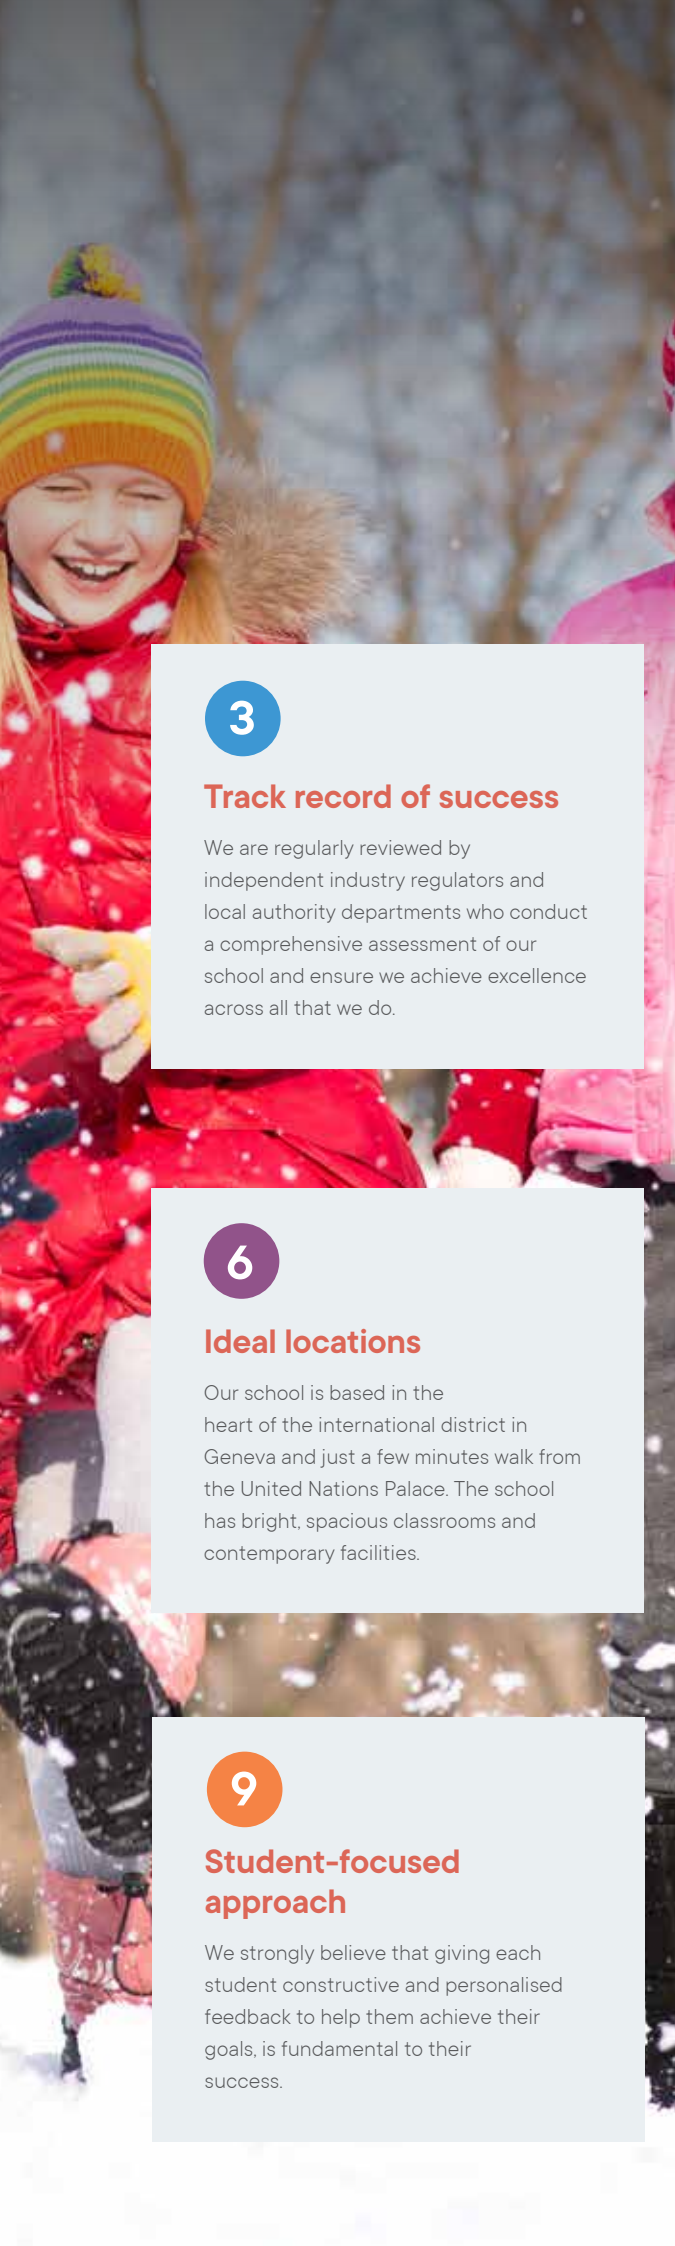 3
Track record of success
We are regularly reviewed by
independent industry regulators and
local authority departments who conduct
a comprehensive assessment of our
school and ensure we achieve excellence
across all that we do.
6
Ideal locations
Our school is based in the
heart of the international district in
Geneva and just a few minutes walk from
the United Nations Palace. The school
has bright, spacious classrooms and
contemporary facilities.
9
Student-focused
approach
We strongly believe that giving each
student constructive and personalised
feedback to help them achieve their
goals, is fundamental to their
success.